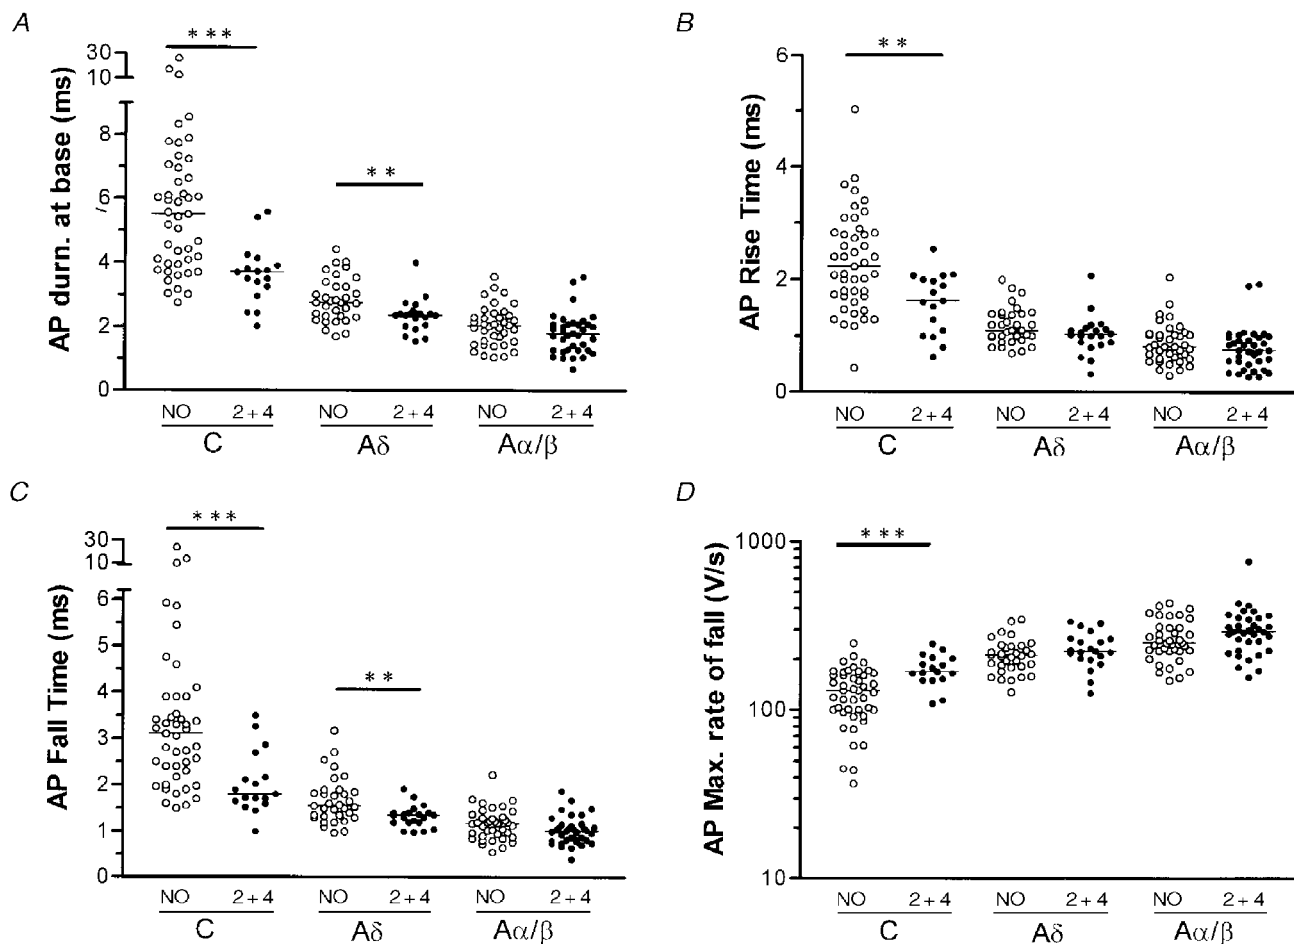 A
AP durn. at base (ms)
***
**
30
10
8
6
4
2
0
NO 2 + 4 NO 2 + 4 NO 2 + 4
C Aδ Aα/β
B
AP Rise Time (ms)
**
6
4
2
0
NO 2 + 4 NO 2 + 4 NO 2 + 4
C Aδ Aα/β
C
AP Fall Time (ms)
***
**
30
10
6
5
4
3
2
1
0
NO 2 + 4 NO 2 + 4 NO 2 + 4
C Aδ Aα/β
D
AP Max. rate of fall (V/s)
***
1000
100
10
NO 2 + 4 NO 2 + 4 NO 2 + 4
C Aδ Aα/β